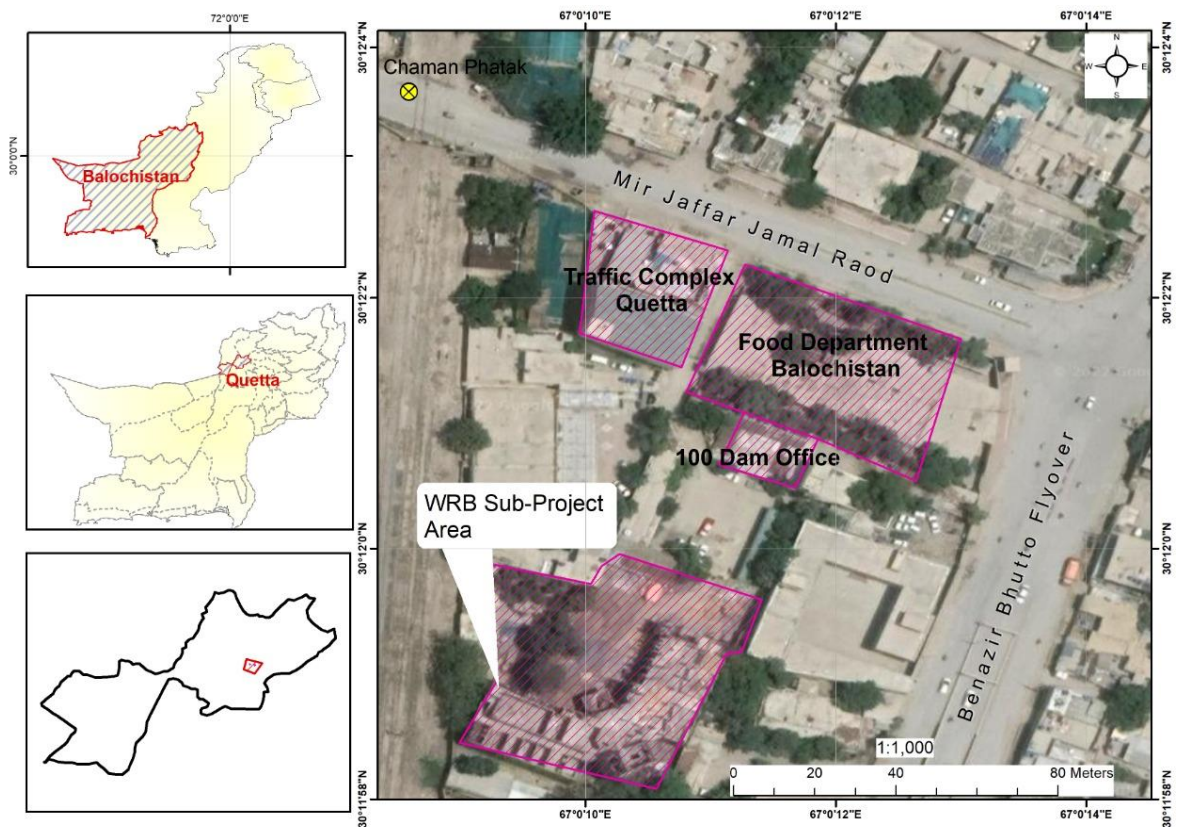 72°0'0"E
30°0'0"N
Balochistan
Quetta
67°0'10"E
67°0'12"E
67°0'14"E
30°12'4"N
30°12'4"N
Chaman Phatak
N
W
E
S
Mir Jaffar Jamal Raod
30°12'2"N
30°12'2"N
Traffic Complex
Quetta
Food Department
Balochistan
100 Dam Office
WRB Sub-Project
Area
30°12'0"N
30°12'0"N
Benazir Bhutto Flyover
1:1,000
0
20
40
80 Meters
30°11'58"N
30°11'58"N
67°0'10"E
67°0'12"E
67°0'14"E